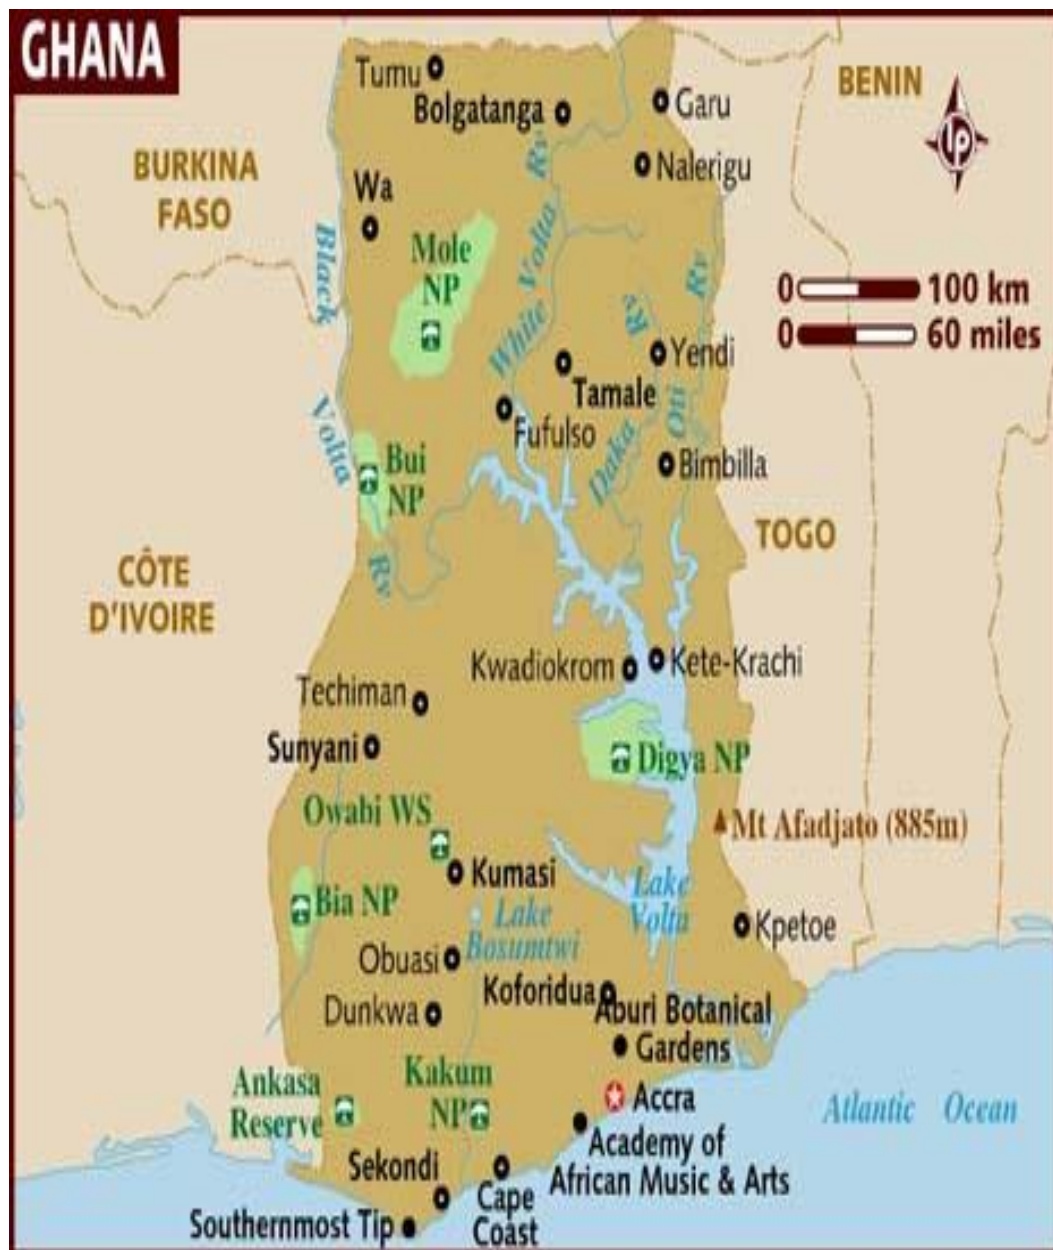 GHANA
Tumu
Bolgatanga
Garu
BENIN
lp
BURKINA
FASO
Nalerigu
Wa
Black
Volta
Rv
Mole
NP
White Volta Rv
Rv
0 100 km
0 60 miles
Yendi
Tamale
Fufulso
Daka
Rv
Oti
Bimbilla
Bui
NP
TOGO
CÔTE
D'IVOIRE
Kwadiokrom
Kete-Krachi
Techiman
Sunyani
Digya NP
Owabi WS
Mt Afadjato (885m)
Kumasi
Lake
Volta
Bia NP
Lake
Bosumtwi
Kpetoe
Obuasi
Koforidua
Dunkwa
Aburi Botanical
Gardens
Ankasa
Reserve
Kakum
NP
Accra
Atlantic Ocean
Academy of
African Music & Arts
Sekondi
Cape
Coast
Southernmost Tip